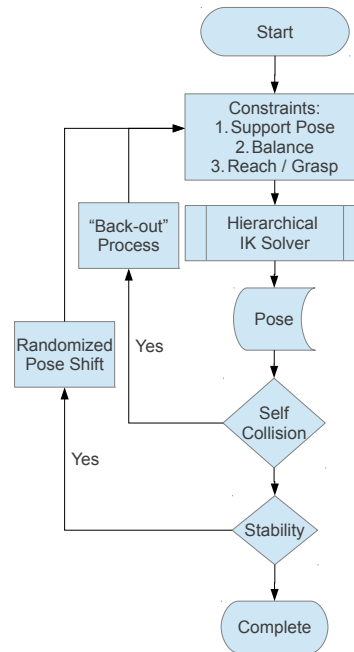 Start
Constraints:
1. Support Pose
2. Balance
3. Reach / Grasp
“Back-out”
Process
Hierarchical
IK Solver
Pose
Randomized
Pose Shift
Yes
Self
Collision
Yes
Stability
Complete